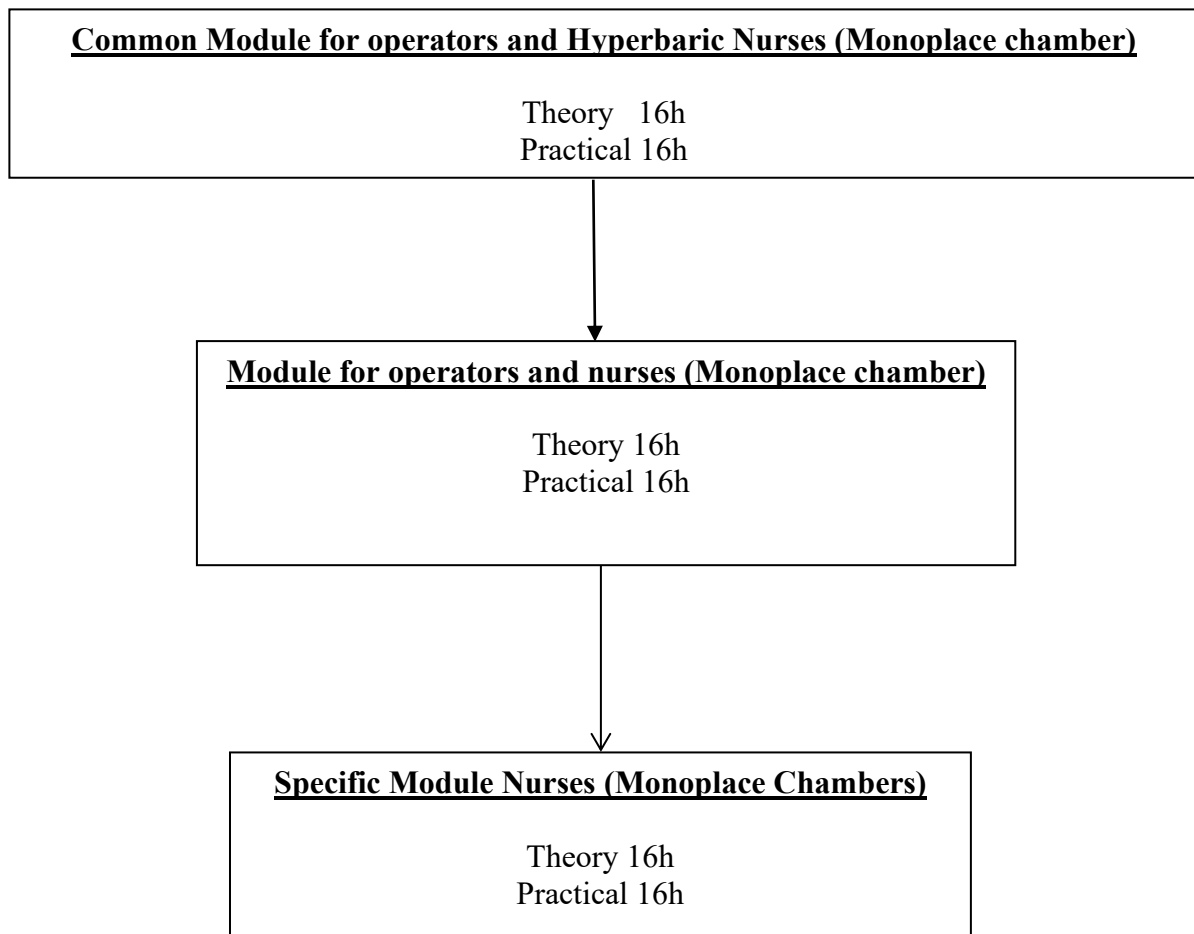 Common Module for operators and Hyperbaric Nurses (Monoplace chamber)
Theory 16h
Practical 16h
Module for operators and nurses (Monoplace chamber)
Theory 16h
Practical 16h
Specific Module Nurses (Monoplace Chambers)
Theory 16h
Practical 16h